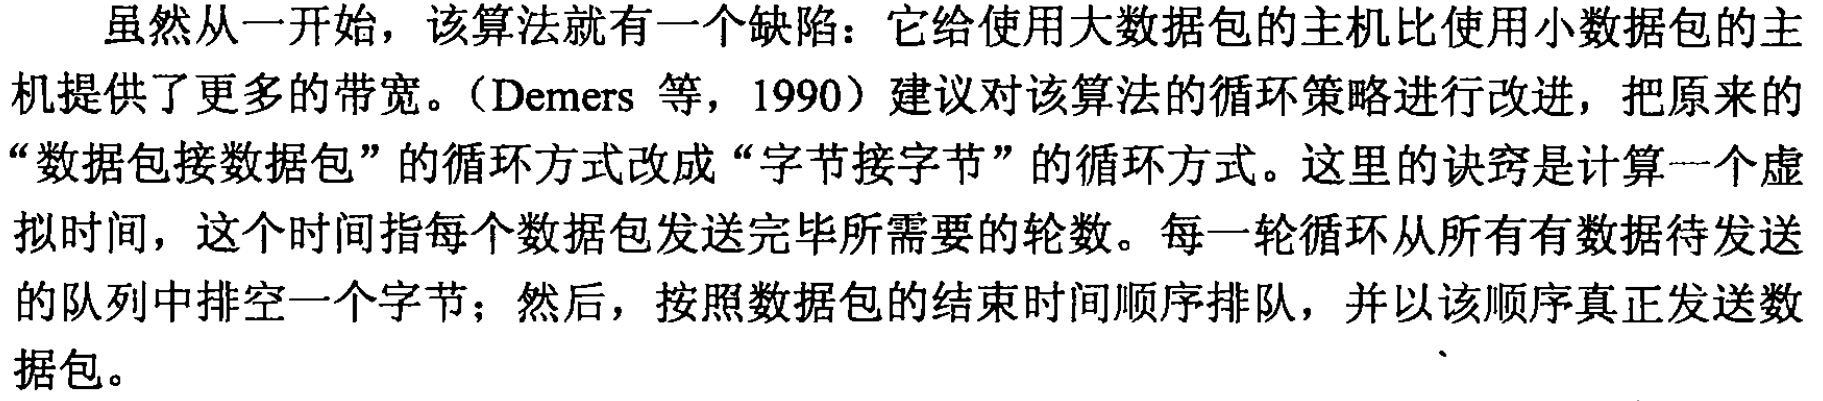 虽然从一开始，该算法就有一个缺陷：它给使用大数据包的主机比使用小数据包的主
机提供了更多的带宽。（Demers 等，1990）建议对该算法的循环策略进行改进，把原来的
“数据包接数据包”的循环方式改成“字节接字节”的循环方式。这里的诀窍是计算一个虚
拟时间，这个时间指每个数据包发送完毕所需要的轮数。每一轮循环从所有有数据待发送
的队列中排空一个字节；然后，按照数据包的结束时间顺序排队，并以该顺序真正发送数
据包。